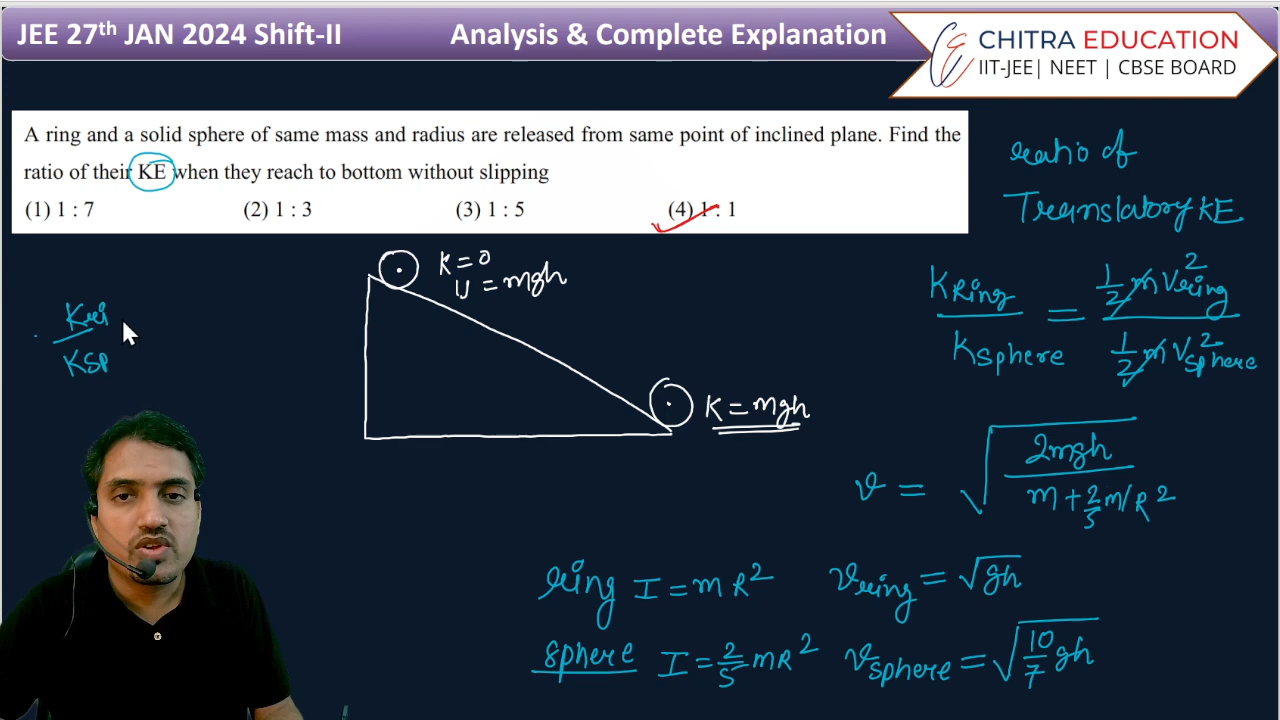 JEE 27th JAN 2024 Shift-II
Analysis & Complete Explanation
CHITRA EDUCATION
IIT-JEE| NEET | CBSE BOARD
A ring and a solid sphere of same mass and radius are released from same point of inclined plane. Find the
ratio of their KE when they reach to bottom without slipping
(1) 1 : 7 (2) 1 : 3 (3) 1 : 5 (4) 1 : 1
ratio of
Translatory KE
K = 0
U = mgh
K = mgh
Kri / Ksp
KRing / Ksphere = 1/2 m v²ring / 1/2 m v²sphere
v = √(2mgh / m + 2/5 m/R²)
ring I = mR² vring = √gh
sphere I = 2/5 mR² vsphere = √(10/7 gh)